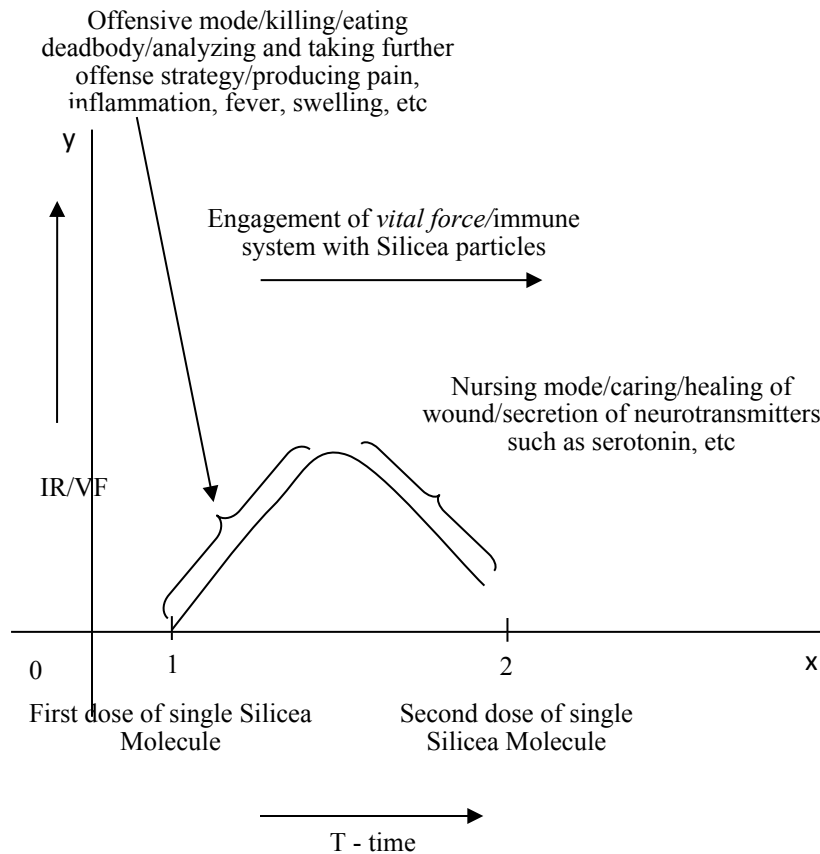 Offensive mode/killing/eating
deadbody/analyzing and taking further
offense strategy/producing pain,
inflammation, fever, swelling, etc
y
Engagement of vital force/immune
system with Silicea particles
Nursing mode/caring/healing of
wound/secretion of neurotransmitters
such as serotonin, etc
IR/VF
0
1
2
x
First dose of single Silicea
Molecule
Second dose of single
Silicea Molecule
T - time